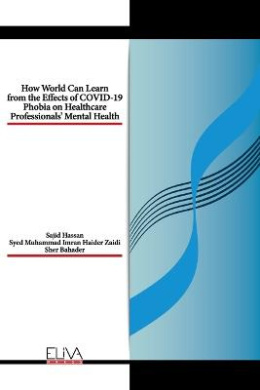 How World Can Learn
from the Effects of COVID-19
Phobia on Healthcare
Professionals' Mental Health
Sajid Hassan
Syed Muhammad Imran Haider Zaidi
Sher Bahader
ELIVA
PRESS